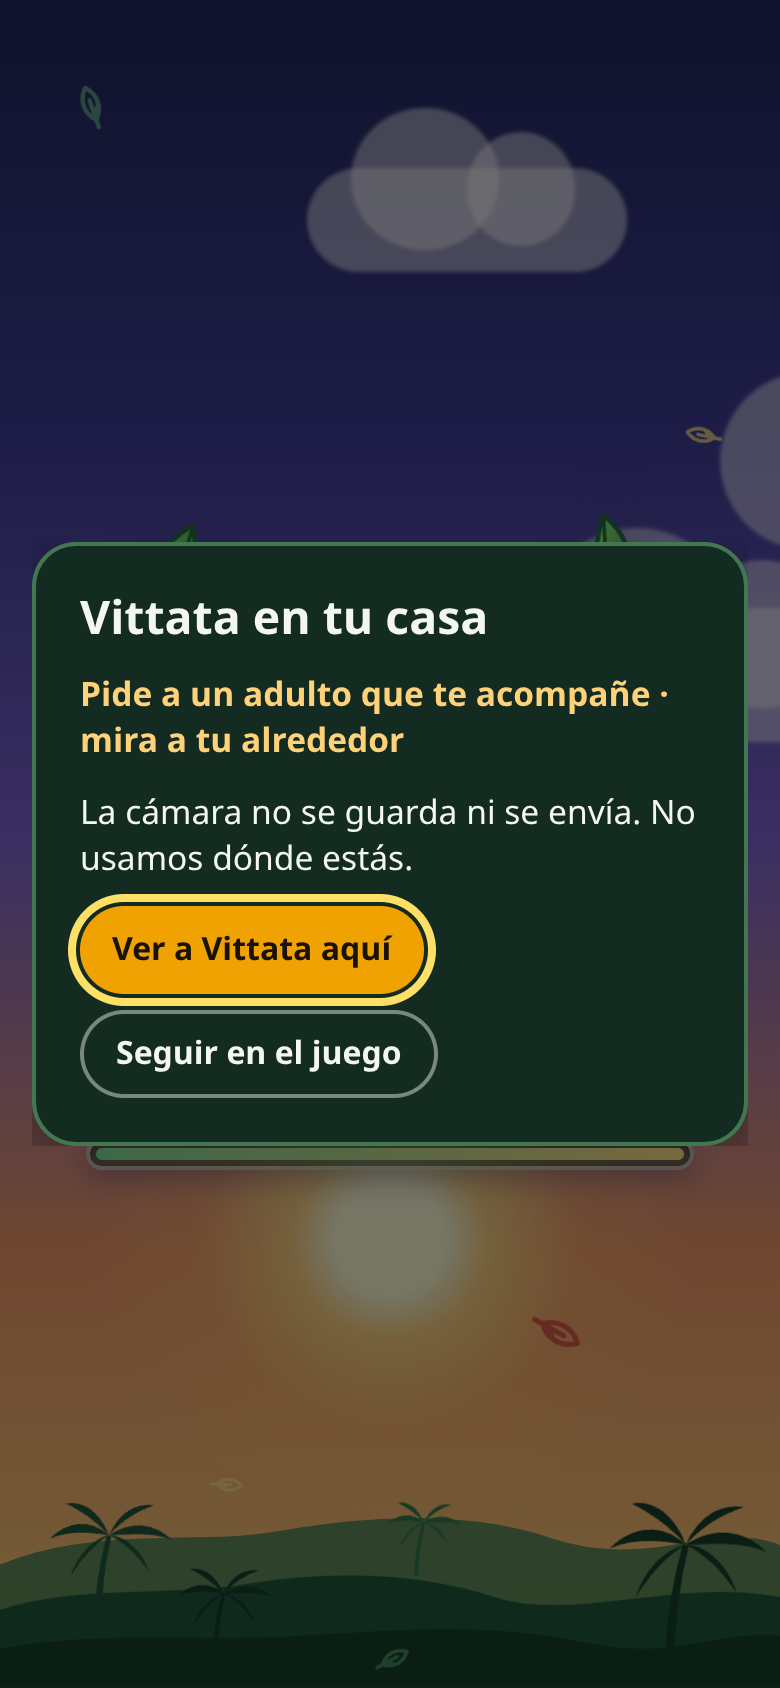 Vittata en tu casa
Pide a un adulto que te acompañe ·
mira a tu alrededor
La cámara no se guarda ni se envía. No
usamos dónde estás.
Ver a Vittata aquí
Seguir en el juego